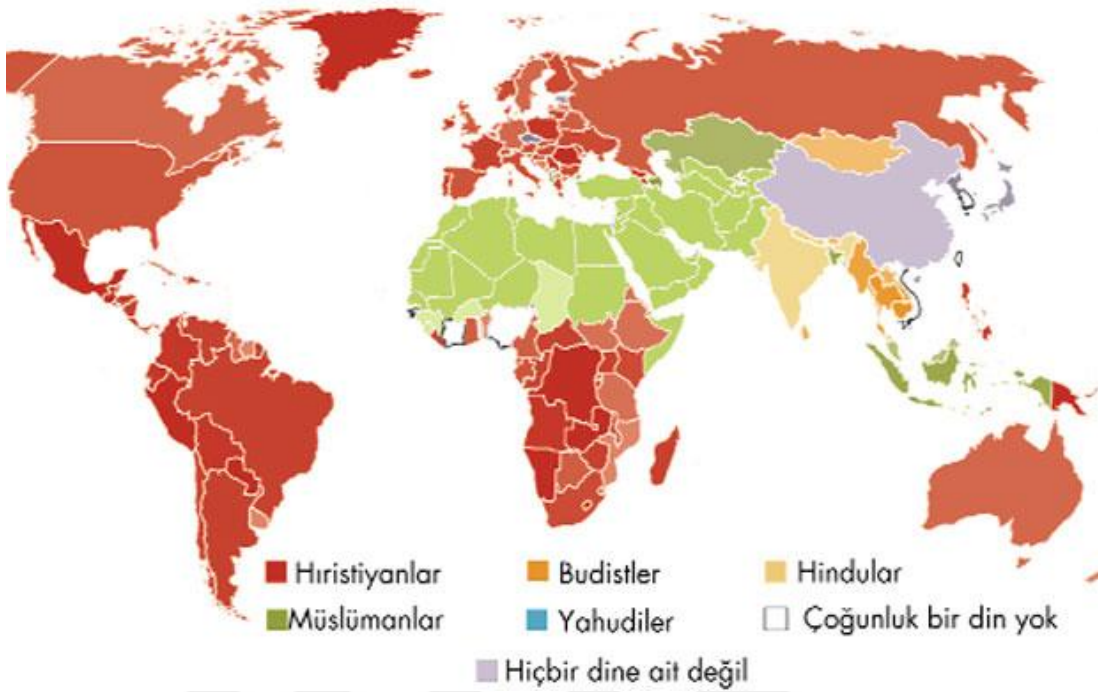 Hıristiyanlar
Budistler
Hindular
Müslümanlar
Yahudiler
Çoğunluk bir din yok
Hiçbir dine ait değil